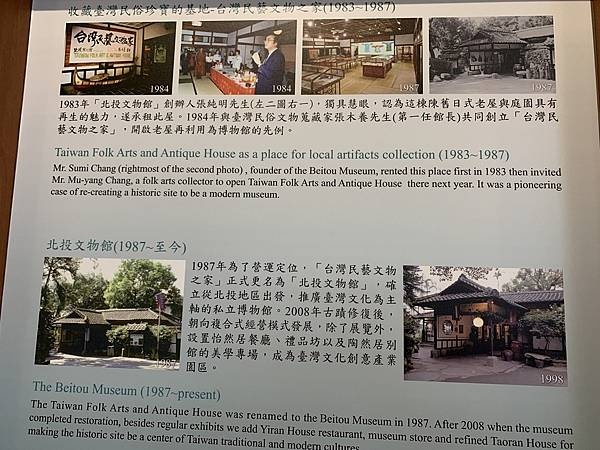 收藏臺灣民俗珍寶的基地-台灣民藝文物之家(1983~1987)
台灣民藝文物之家
1984
1984
1987
1987
1983年「北投文物館」創辦人張純明先生(左二圖右一)，獨具慧眼，認為這棟陳舊日式老屋與庭園具有
再生的魅力，遂承租此屋。1984年與臺灣民俗文物蒐藏家張木養先生(第一任館長)共同創立「台灣民
藝文物之家」，開啟老屋再利用為博物館的先例。
Taiwan Folk Arts and Antique House as a place for local artifacts collection (1983~1987)
Mr. Sumi Chang (rightmost of the second photo) , founder of the Beitou Museum, rented this place first in 1983 then invited
Mr. Mu-yang Chang, a folk arts collector to open Taiwan Folk Arts and Antique House there next year. It was a pioneering
case of re-creating a historic site to be a modern museum.
北投文物館(1987~至今)
1987年為了營運定位，「台灣民藝文物
之家」正式更名為「北投文物館」，確
立從北投地區出發，推廣臺灣文化為主
軸的私立博物館。2008年古蹟修復後，
朝向複合式經營模式發展，除了展覽外，
設置怡然居餐廳、禮品坊以及陶然居別
館的美學專場，成為臺灣文化創意產業
園區。
1987
1998
The Beitou Museum (1987~present)
The Taiwan Folk Arts and Antique House was renamed to the Beitou Museum in 1987. After 2008 when the museum
completed restoration, besides regular exhibits we add Yiran House restaurant, museum store and refined Taoran House for
making the historic site be a center of Taiwan traditional and modern cultures.